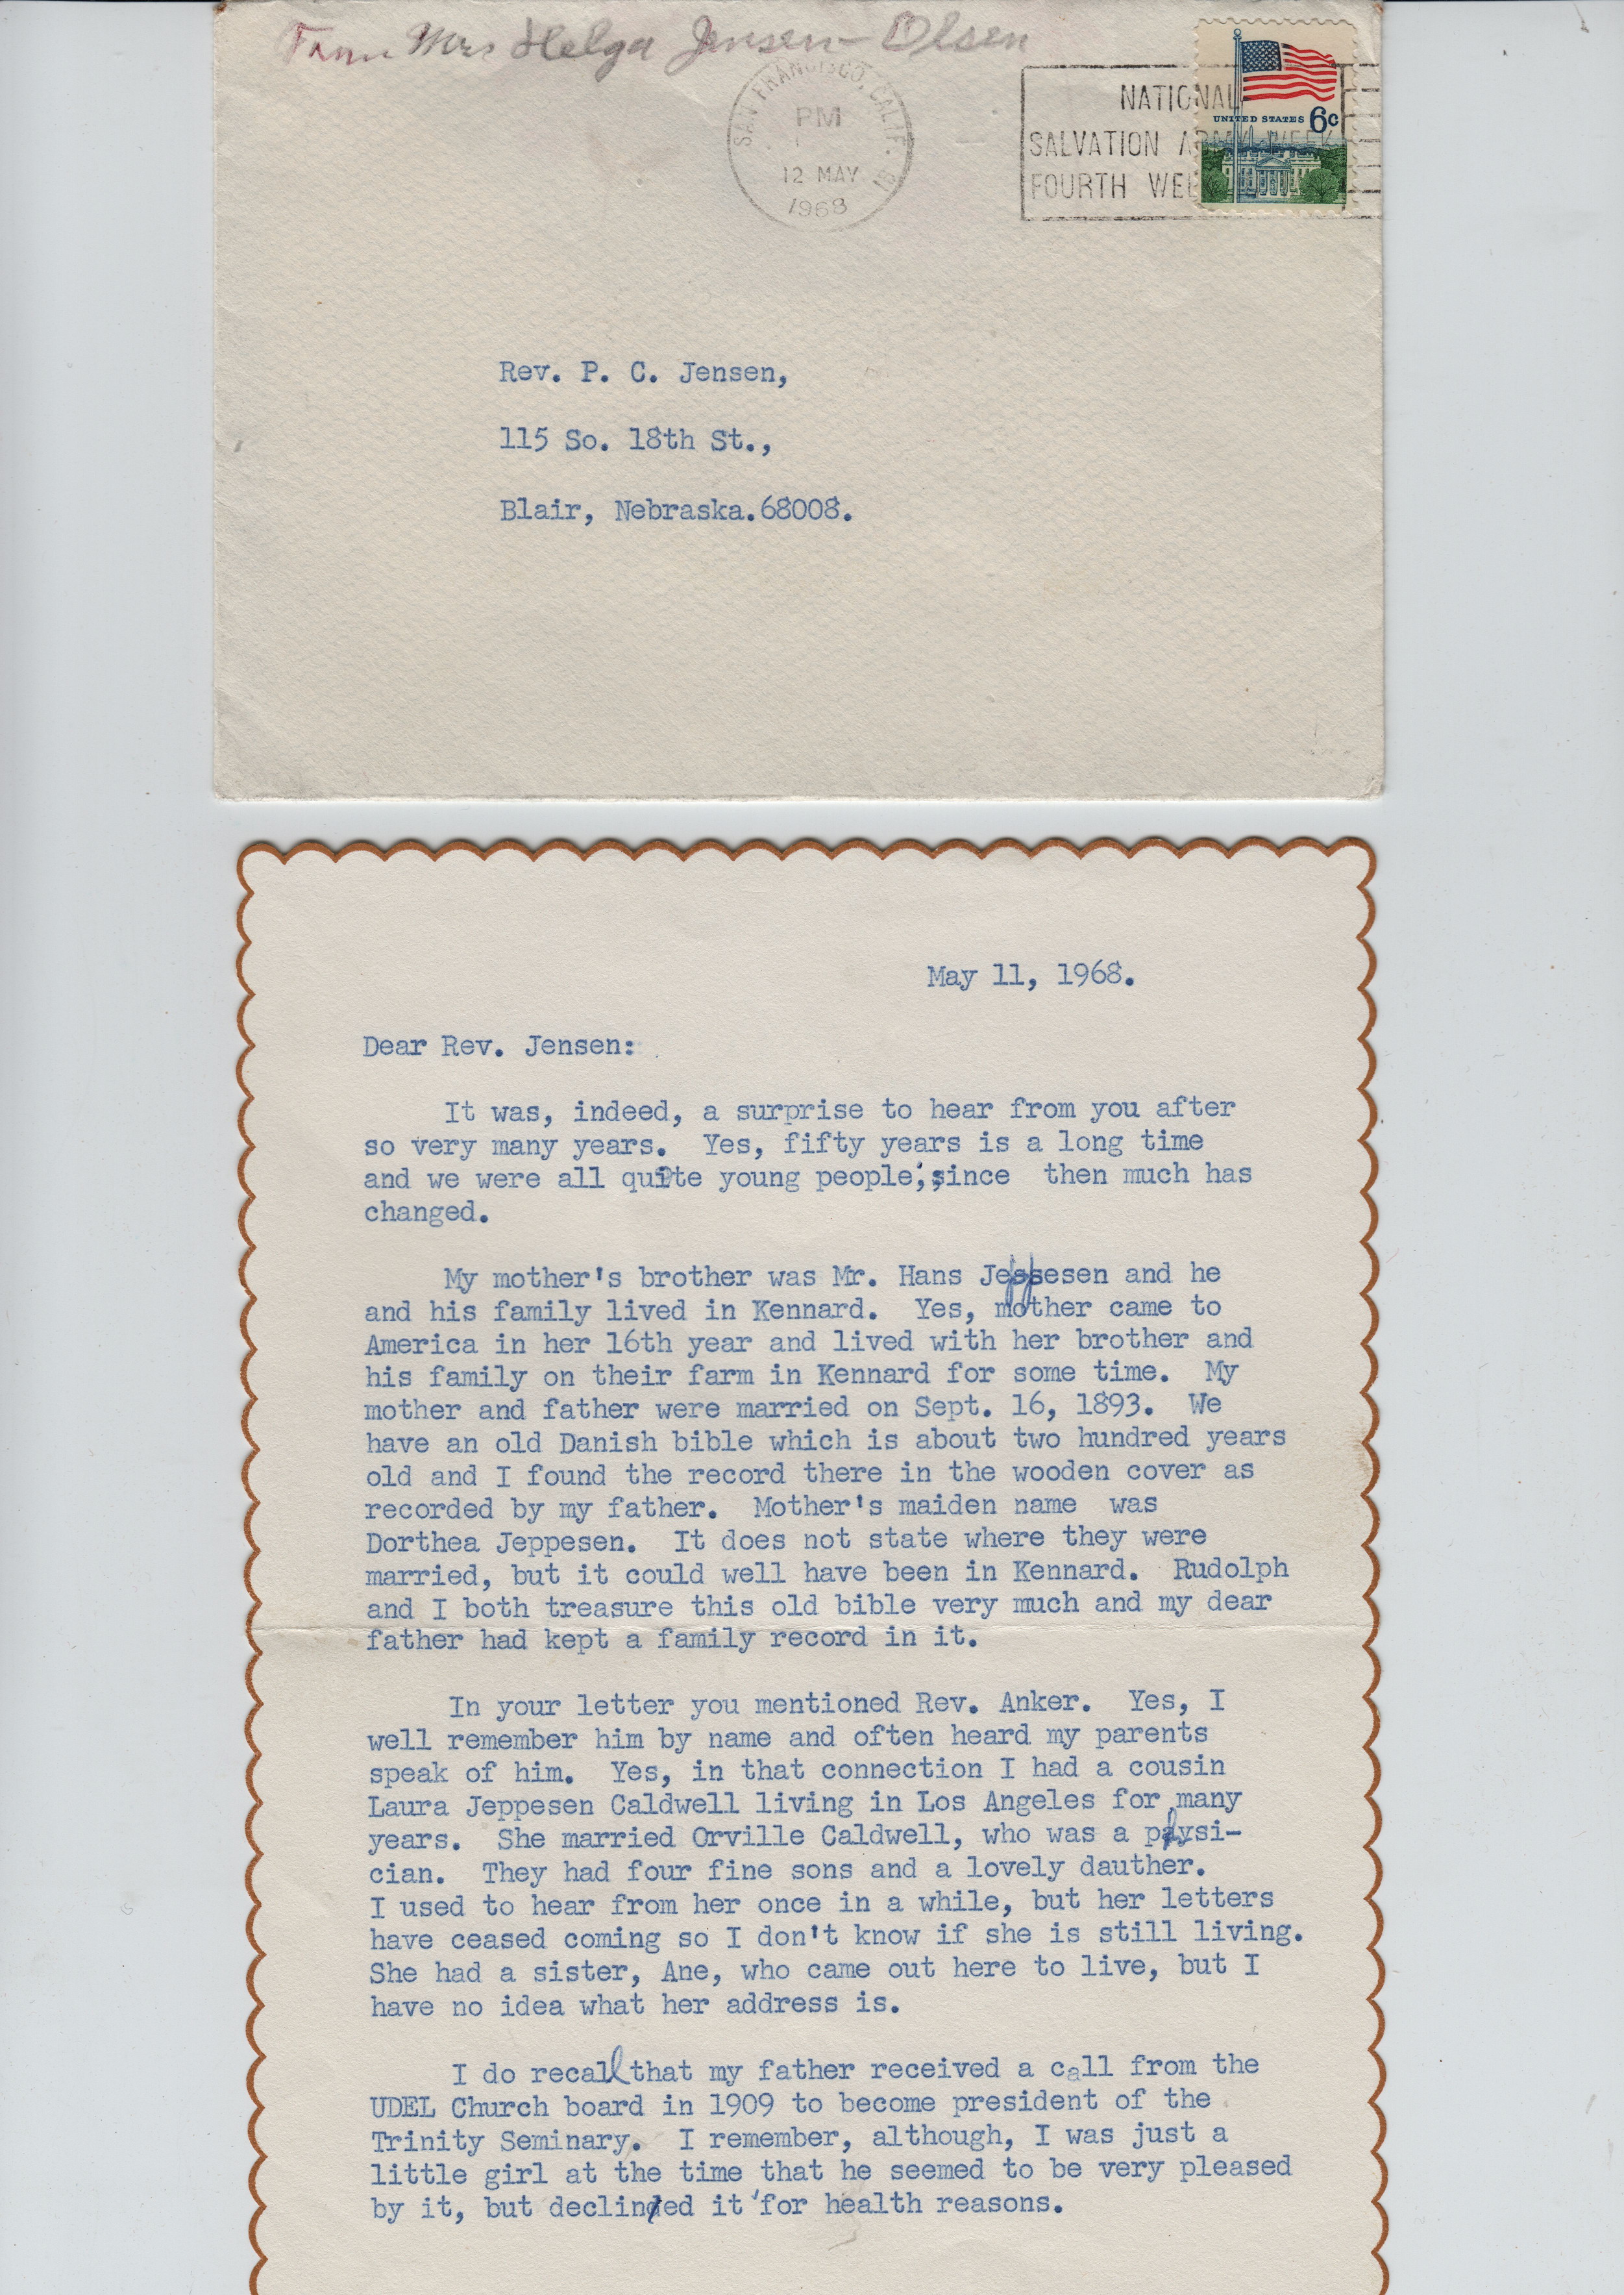 From Mrs Helga Jensen-Olsen
SAN FRANCISCO, CALIF.
PM
12 MAY
1968
NATIONAL
SALVATION ARMY WEEK
FOURTH WEE
UNITED STATES 6c
Rev. P. C. Jensen,
115 So. 18th St.,
Blair, Nebraska.68008.
May 11, 1968.
Dear Rev. Jensen:
It was, indeed, a surprise to hear from you after
so very many years. Yes, fifty years is a long time
and we were all quite young people; since then much has
changed.
My mother's brother was Mr. Hans Jeppesen and he
and his family lived in Kennard. Yes, mother came to
America in her 16th year and lived with her brother and
his family on their farm in Kennard for some time. My
mother and father were married on Sept. 16, 1893. We
have an old Danish bible which is about two hundred years
old and I found the record there in the wooden cover as
recorded by my father. Mother's maiden name was
Dorthea Jeppesen. It does not state where they were
married, but it could well have been in Kennard. Rudolph
and I both treasure this old bible very much and my dear
father had kept a family record in it.
In your letter you mentioned Rev. Anker. Yes, I
well remember him by name and often heard my parents
speak of him. Yes, in that connection I had a cousin
Laura Jeppesen Caldwell living in Los Angeles for many
years. She married Orville Caldwell, who was a physi-
cian. They had four fine sons and a lovely dauther.
I used to hear from her once in a while, but her letters
have ceased coming so I don't know if she is still living.
She had a sister, Ane, who came out here to live, but I
have no idea what her address is.
I do recall that my father received a call from the
UDEL Church board in 1909 to become president of the
Trinity Seminary. I remember, although, I was just a
little girl at the time that he seemed to be very pleased
by it, but declined it for health reasons.